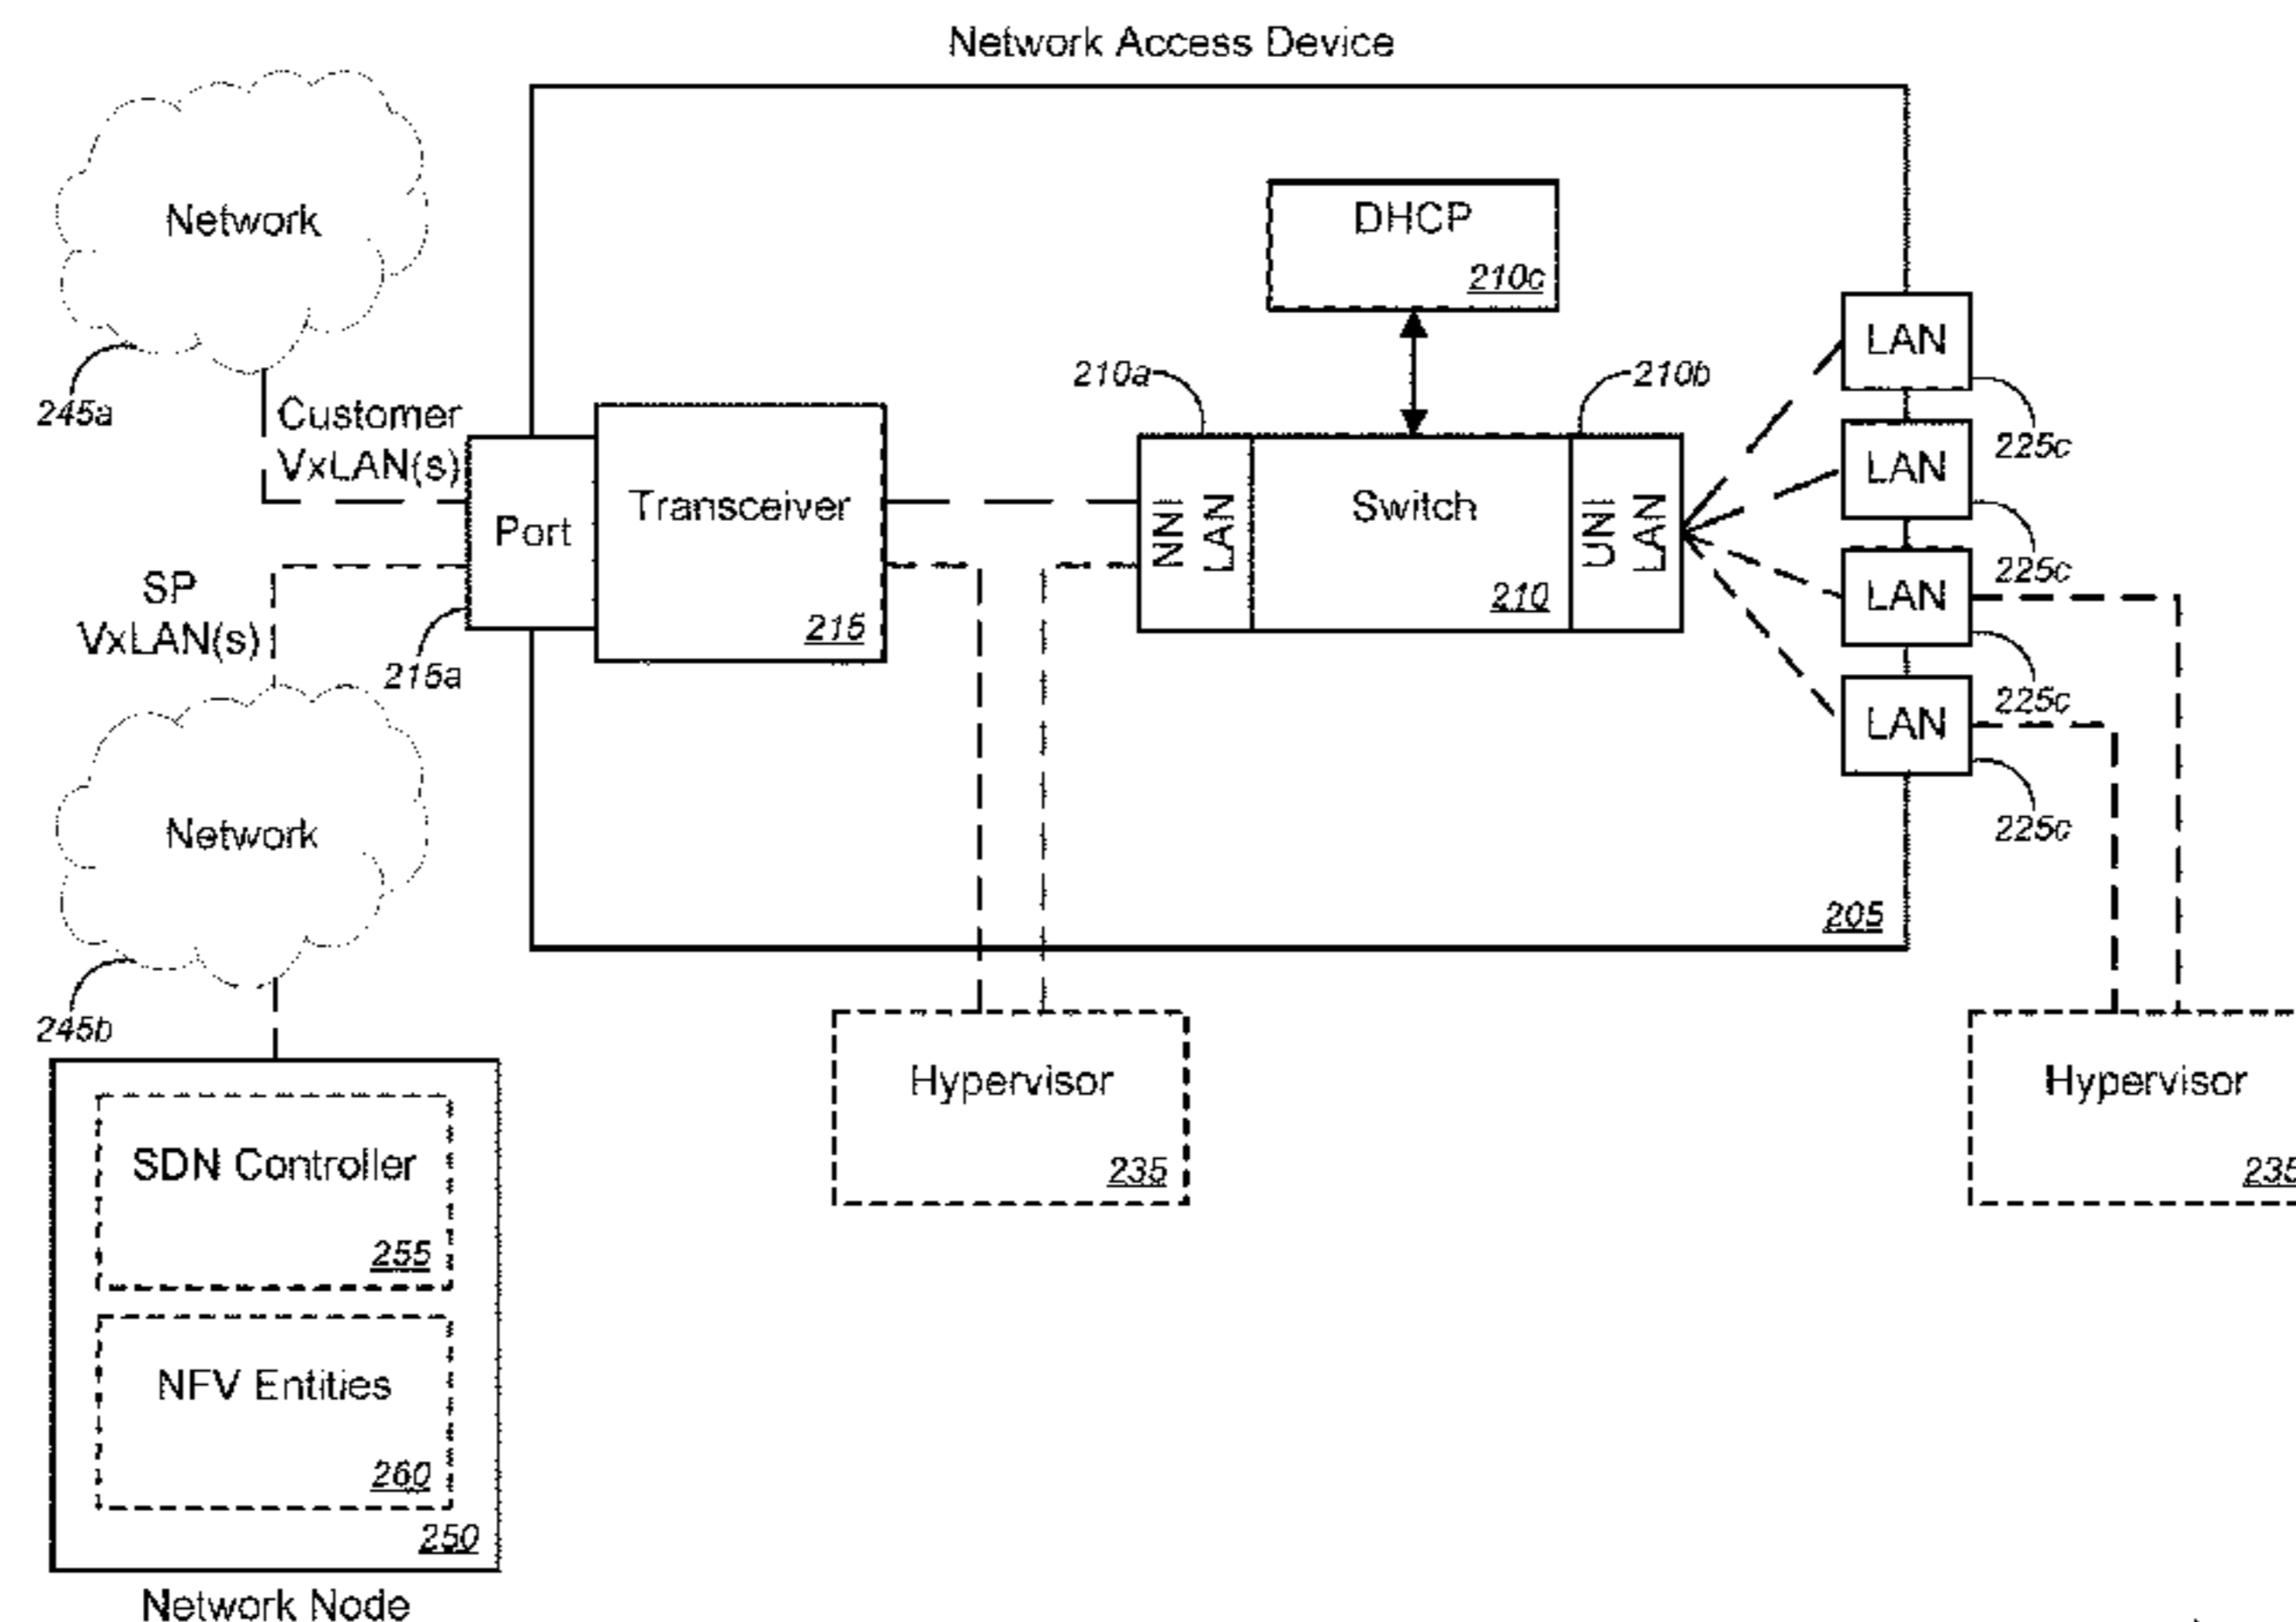 Network Access Device
Network
245a
Customer
VxLAN(s)
SP
VxLAN(s)
Port
215a
Transceiver
215
DHCP
210c
210a
210b
NNI
LAN
Switch
210
UNI
LAN
LAN
225c
LAN
225c
LAN
225c
LAN
225c
205
Network
245b
SDN Controller
255
NFV Entities
260
250
Network Node
Hypervisor
235
Hypervisor
235